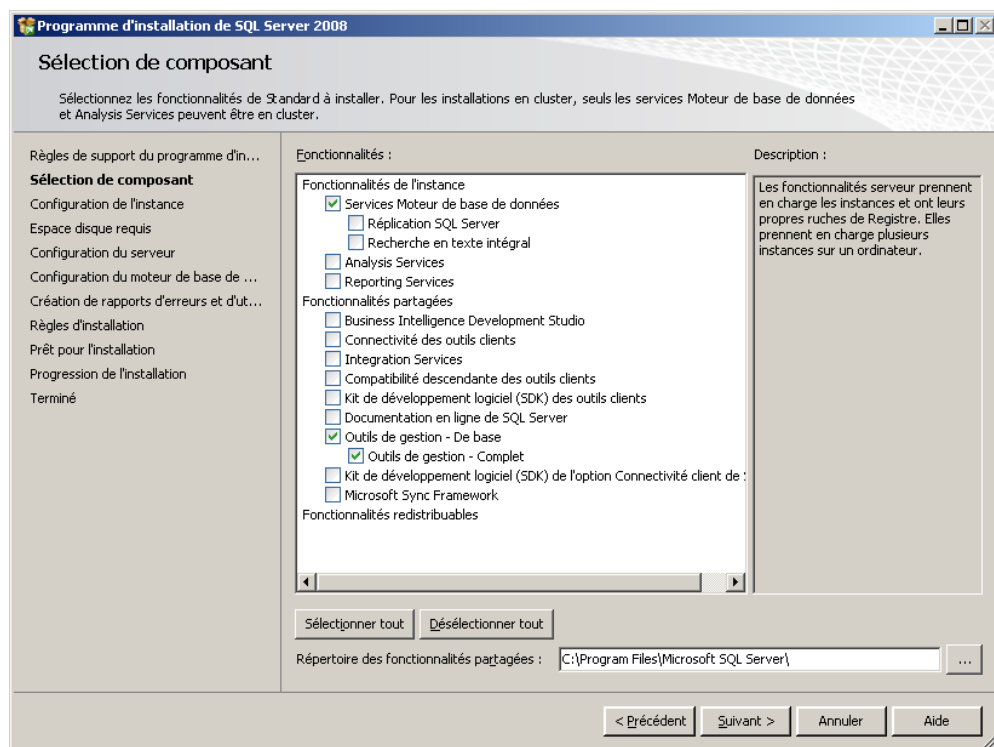 Programme d'installation de SQL Server 2008
Sélection de composant
Sélectionnez les fonctionnalités de Standard à installer. Pour les installations en cluster, seuls les services Moteur de base de données
et Analysis Services peuvent être en cluster.
Règles de support du programme d'in...
Sélection de composant
Configuration de l'instance
Espace disque requis
Configuration du serveur
Configuration du moteur de base de ...
Création de rapports d'erreurs et d'ut...
Règles d'installation
Prêt pour l'installation
Progression de l'installation
Terminé
Fonctionnalités :
Fonctionnalités de l'instance
Services Moteur de base de données
Réplication SQL Server
Recherche en texte intégral
Analysis Services
Reporting Services
Fonctionnalités partagées
Business Intelligence Development Studio
Connectivité des outils clients
Integration Services
Compatibilité descendante des outils clients
Kit de développement logiciel (SDK) des outils clients
Documentation en ligne de SQL Server
Outils de gestion - De base
Outils de gestion - Complet
Kit de développement logiciel (SDK) de l'option Connectivité client de
Microsoft Sync Framework
Fonctionnalités redistribuables
Description :
Les fonctionnalités serveur prennent
en charge les instances et ont leurs
propres ruches de Registre. Elles
prennent en charge plusieurs
instances sur un ordinateur.
Sélectionner tout
Désélectionner tout
Répertoire des fonctionnalités partagées :
C:\Program Files\Microsoft SQL Server\
...
< Précédent
Suivant >
Annuler
Aide